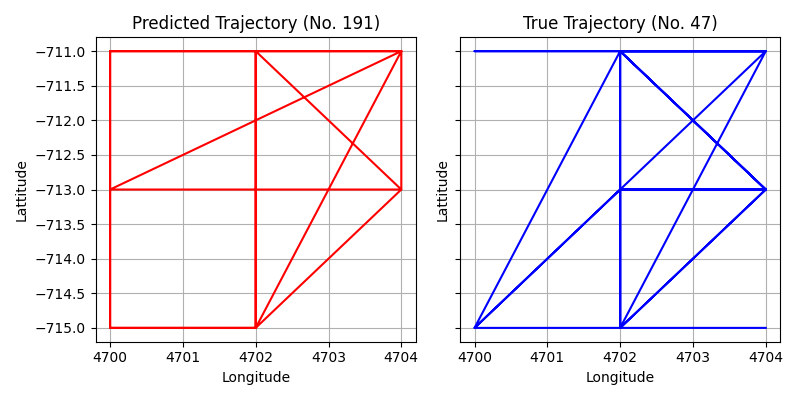 Predicted Trajectory (No. 191)
True Trajectory (No. 47)
Lattitude
−711.0
−711.5
−712.0
−712.5
−713.0
−713.5
−714.0
−714.5
−715.0
4700 4701 4702 4703 4704
Longitude
Lattitude
4700 4701 4702 4703 4704
Longitude